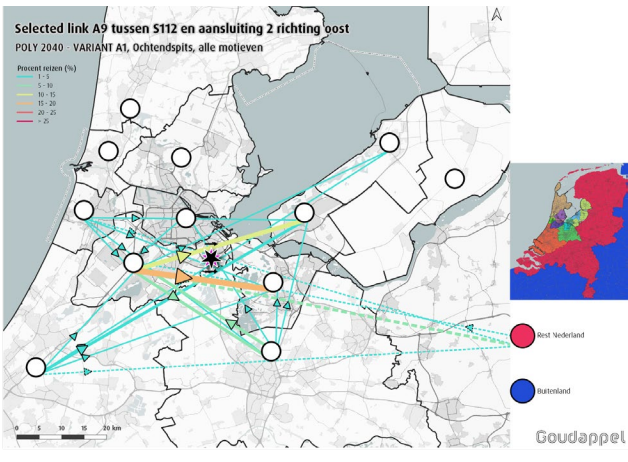 Selected link A9 tussen S112 en aansluiting 2 richting oost
POLY 2040 - VARIANT A1, Ochtendspits, alle motieven
Procent reizen (%)
1 - 5
5 - 10
10 - 15
15 - 20
20 - 25
> 25
0 5 10 15 20 km
Rest Nederland
Buitenland
Goudappel